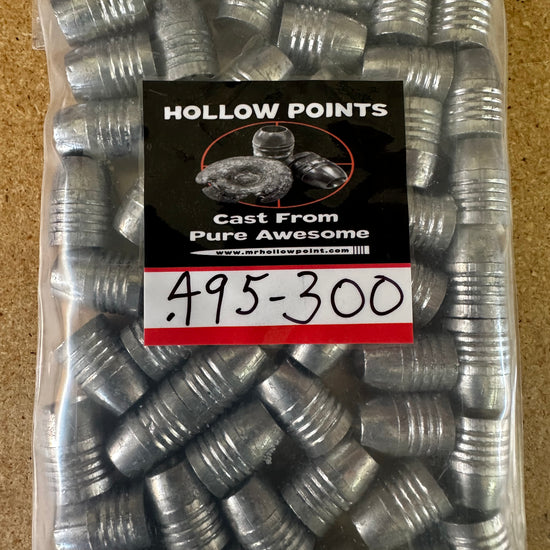 HOLLOW POINTS
Cast From
Pure Awesome
www.mrhollowpoint.com
.495-300